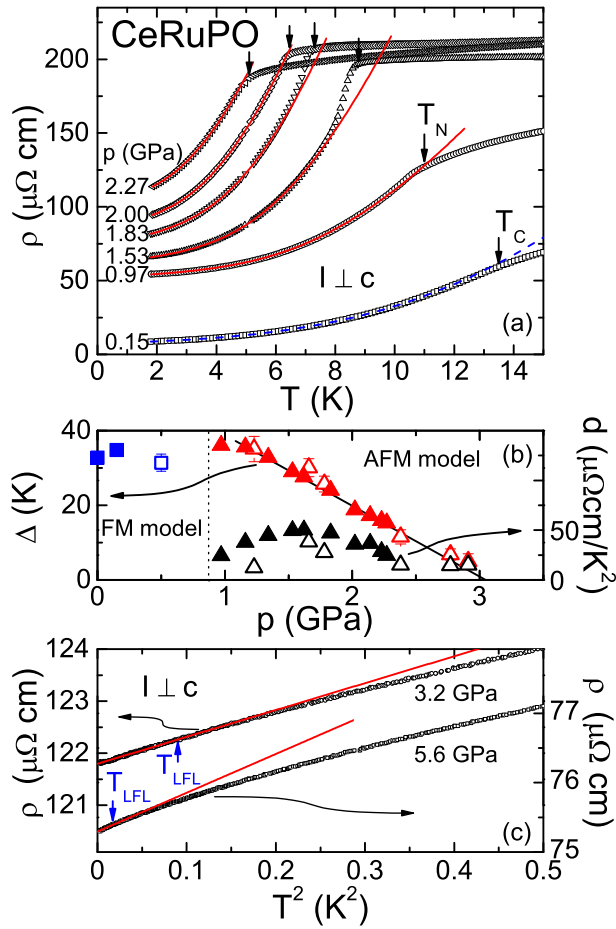 CeRuPO
200
150
100
50
0
ρ (μΩ cm)
p (GPa)
2.27
2.00
1.83
1.53
0.97
0.15
T_N
T_C
I ⊥ c
(a)
2 4 6 8 10 12 14
T (K)
40
20
0
Δ (K)
FM model
AFM model
(b)
50
0
d (μΩcm/K²)
0 1 2 3
p (GPa)
124
123
122
121
ρ (μΩ cm)
I ⊥ c
3.2 GPa
5.6 GPa
T_LFL
T_LFL
77
76
75
ρ (μΩ cm)
(c)
0.0 0.1 0.2 0.3 0.4 0.5
T² (K²)